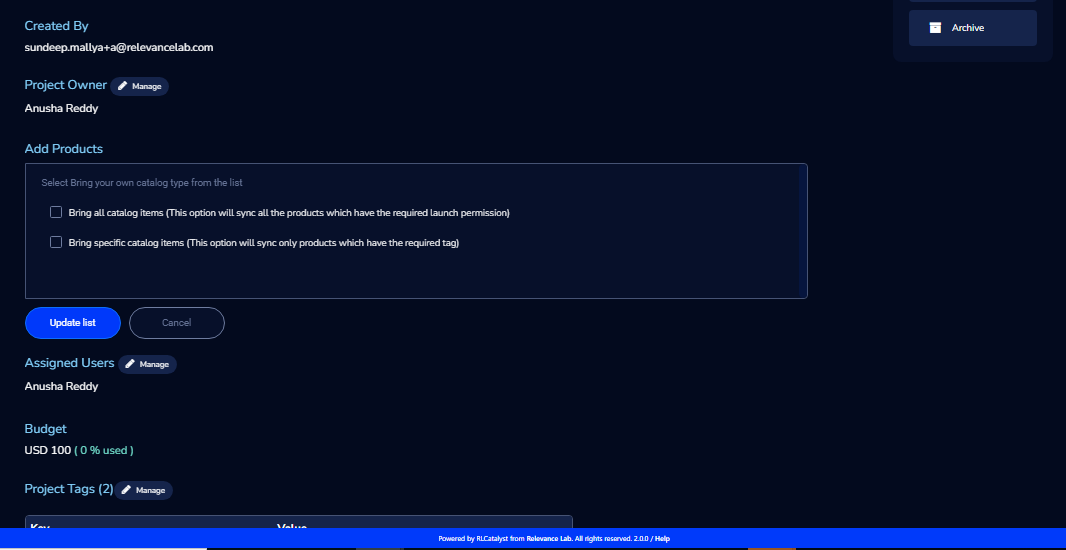 Created By
Archive
sundeep.mallya+a@relevancelab.com
Project Owner Manage
Anusha Reddy
Add Products
Select Bring your own catalog type from the list
Bring all catalog items (This option will sync all the products which have the required launch permission)
Bring specific catalog items (This option will sync only products which have the required tag)
Update list Cancel
Assigned Users Manage
Anusha Reddy
Budget
USD 100 ( 0 % used )
Project Tags (2) Manage
Key Value
Powered by RLCatalyst from Relevance Lab. All rights reserved. 2.0.0 / Help